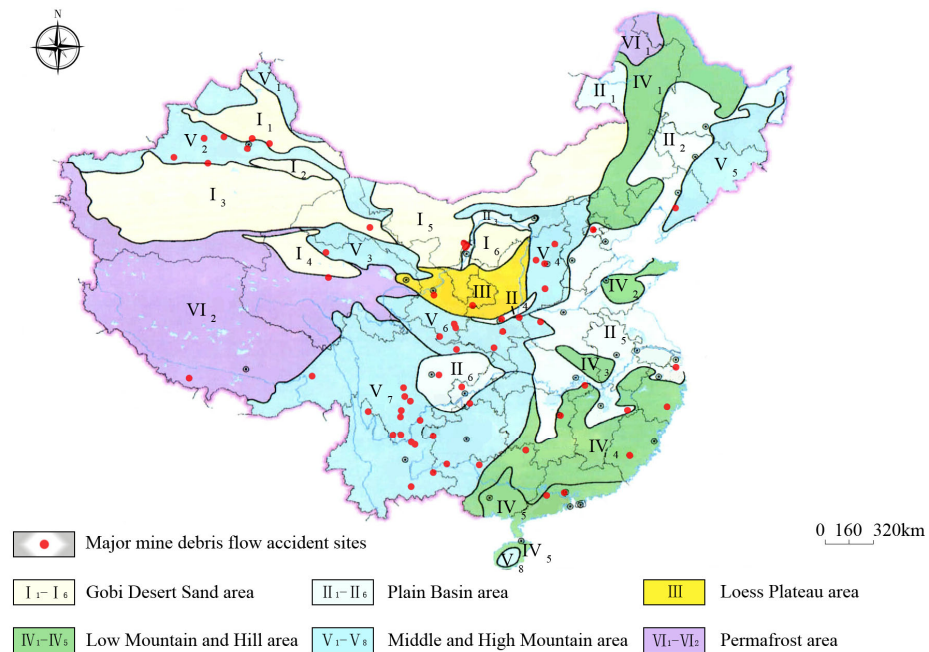 N
VI1
V1
IV1
II1
I1
V2
II2
I2
V5
I3
II3
I5
I6
V4
I4
V3
IV2
III
II4
VI2
V6
II5
IV3
II6
V7
IV4
IV5
IV5
V8
0 160 320km
Major mine debris flow accident sites
I1-I6 Gobi Desert Sand area II1-II6 Plain Basin area III Loess Plateau area
IV1-IV5 Low Mountain and Hill area V1-V8 Middle and High Mountain area VI1-VI2 Permafrost area